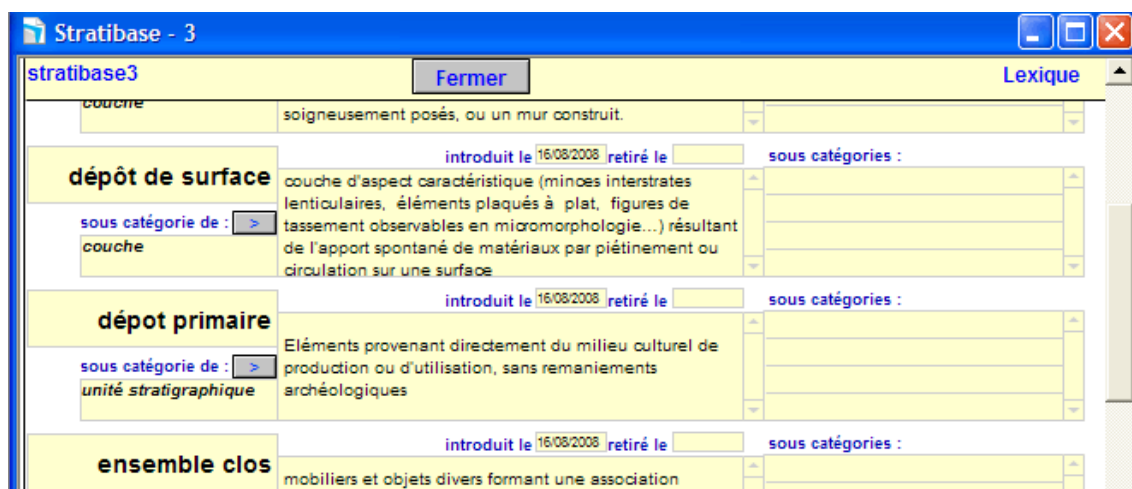 Stratibase - 3
stratibase3 Fermer Lexique
couche
soigneusement posés, ou un mur construit.
introduit le 16/08/2008 retiré le sous catégories :
dépôt de surface
couche d'aspect caractéristique (minces interstrates
lenticulaires, éléments plaqués à plat, figures de
tassement observables en micromorphologie...) résultant
de l'apport spontané de matériaux par piétinement ou
circulation sur une surface
sous catégorie de : >
couche
introduit le 16/08/2008 retiré le sous catégories :
dépot primaire
Eléments provenant directement du milieu culturel de
production ou d'utilisation, sans remaniements
archéologiques
sous catégorie de : >
unité stratigraphique
introduit le 16/08/2008 retiré le sous catégories :
ensemble clos
mobiliers et objets divers formant une association